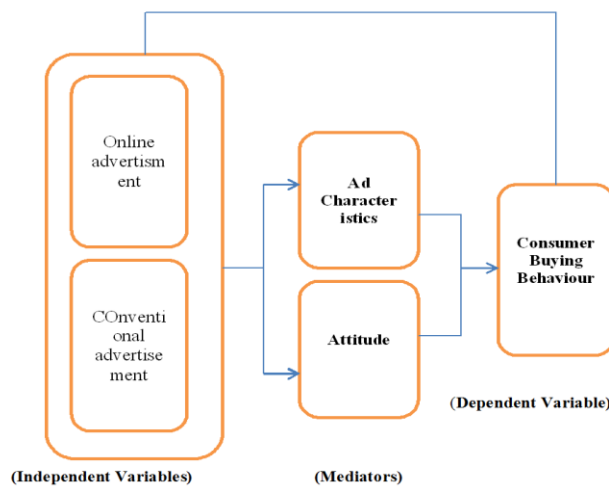 Online
advertism
ent
COnventi
onal
advertise
ment
(Independent Variables)
Ad
Character
istics
Attitude
(Mediators)
Consumer
Buying
Behaviour
(Dependent Variable)